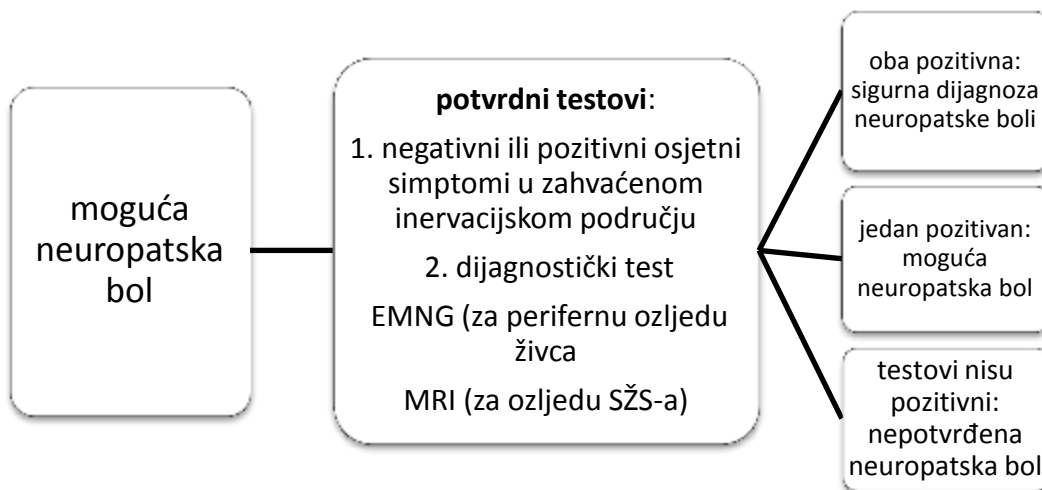 moguća
neuropatska
bol
potvrdni testovi:
1. negativni ili pozitivni osjetni
simptomi u zahvaćenom
inervacijskom području
2. dijagnostički test
EMNG (za perifernu ozljedu
živca
MRI (za ozljedu SŽS-a)
oba pozitivna:
sigurna dijagnoza
neuropatske boli
jedan pozitivan:
moguća
neuropatska bol
testovi nisu
pozitivni:
nepotvrđena
neuropatska bol